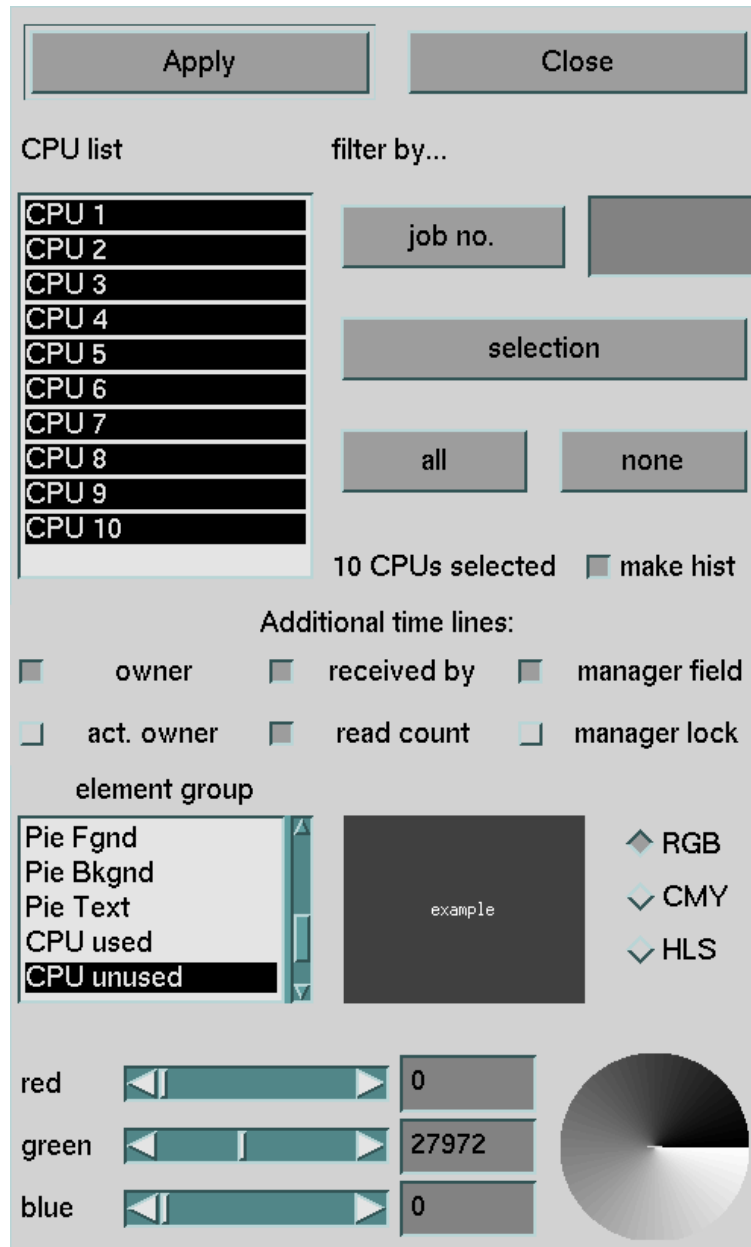 Apply Close
CPU list filter by...
CPU 1
CPU 2
CPU 3
CPU 4
CPU 5
CPU 6
CPU 7
CPU 8
CPU 9
CPU 10
job no.
selection
all none
10 CPUs selected make hist
Additional time lines:
owner received by manager field
act. owner read count manager lock
element group
Pie Fgnd
Pie Bkgnd
Pie Text
CPU used
CPU unused
example
RGB
CMY
HLS
red 0
green 27972
blue 0